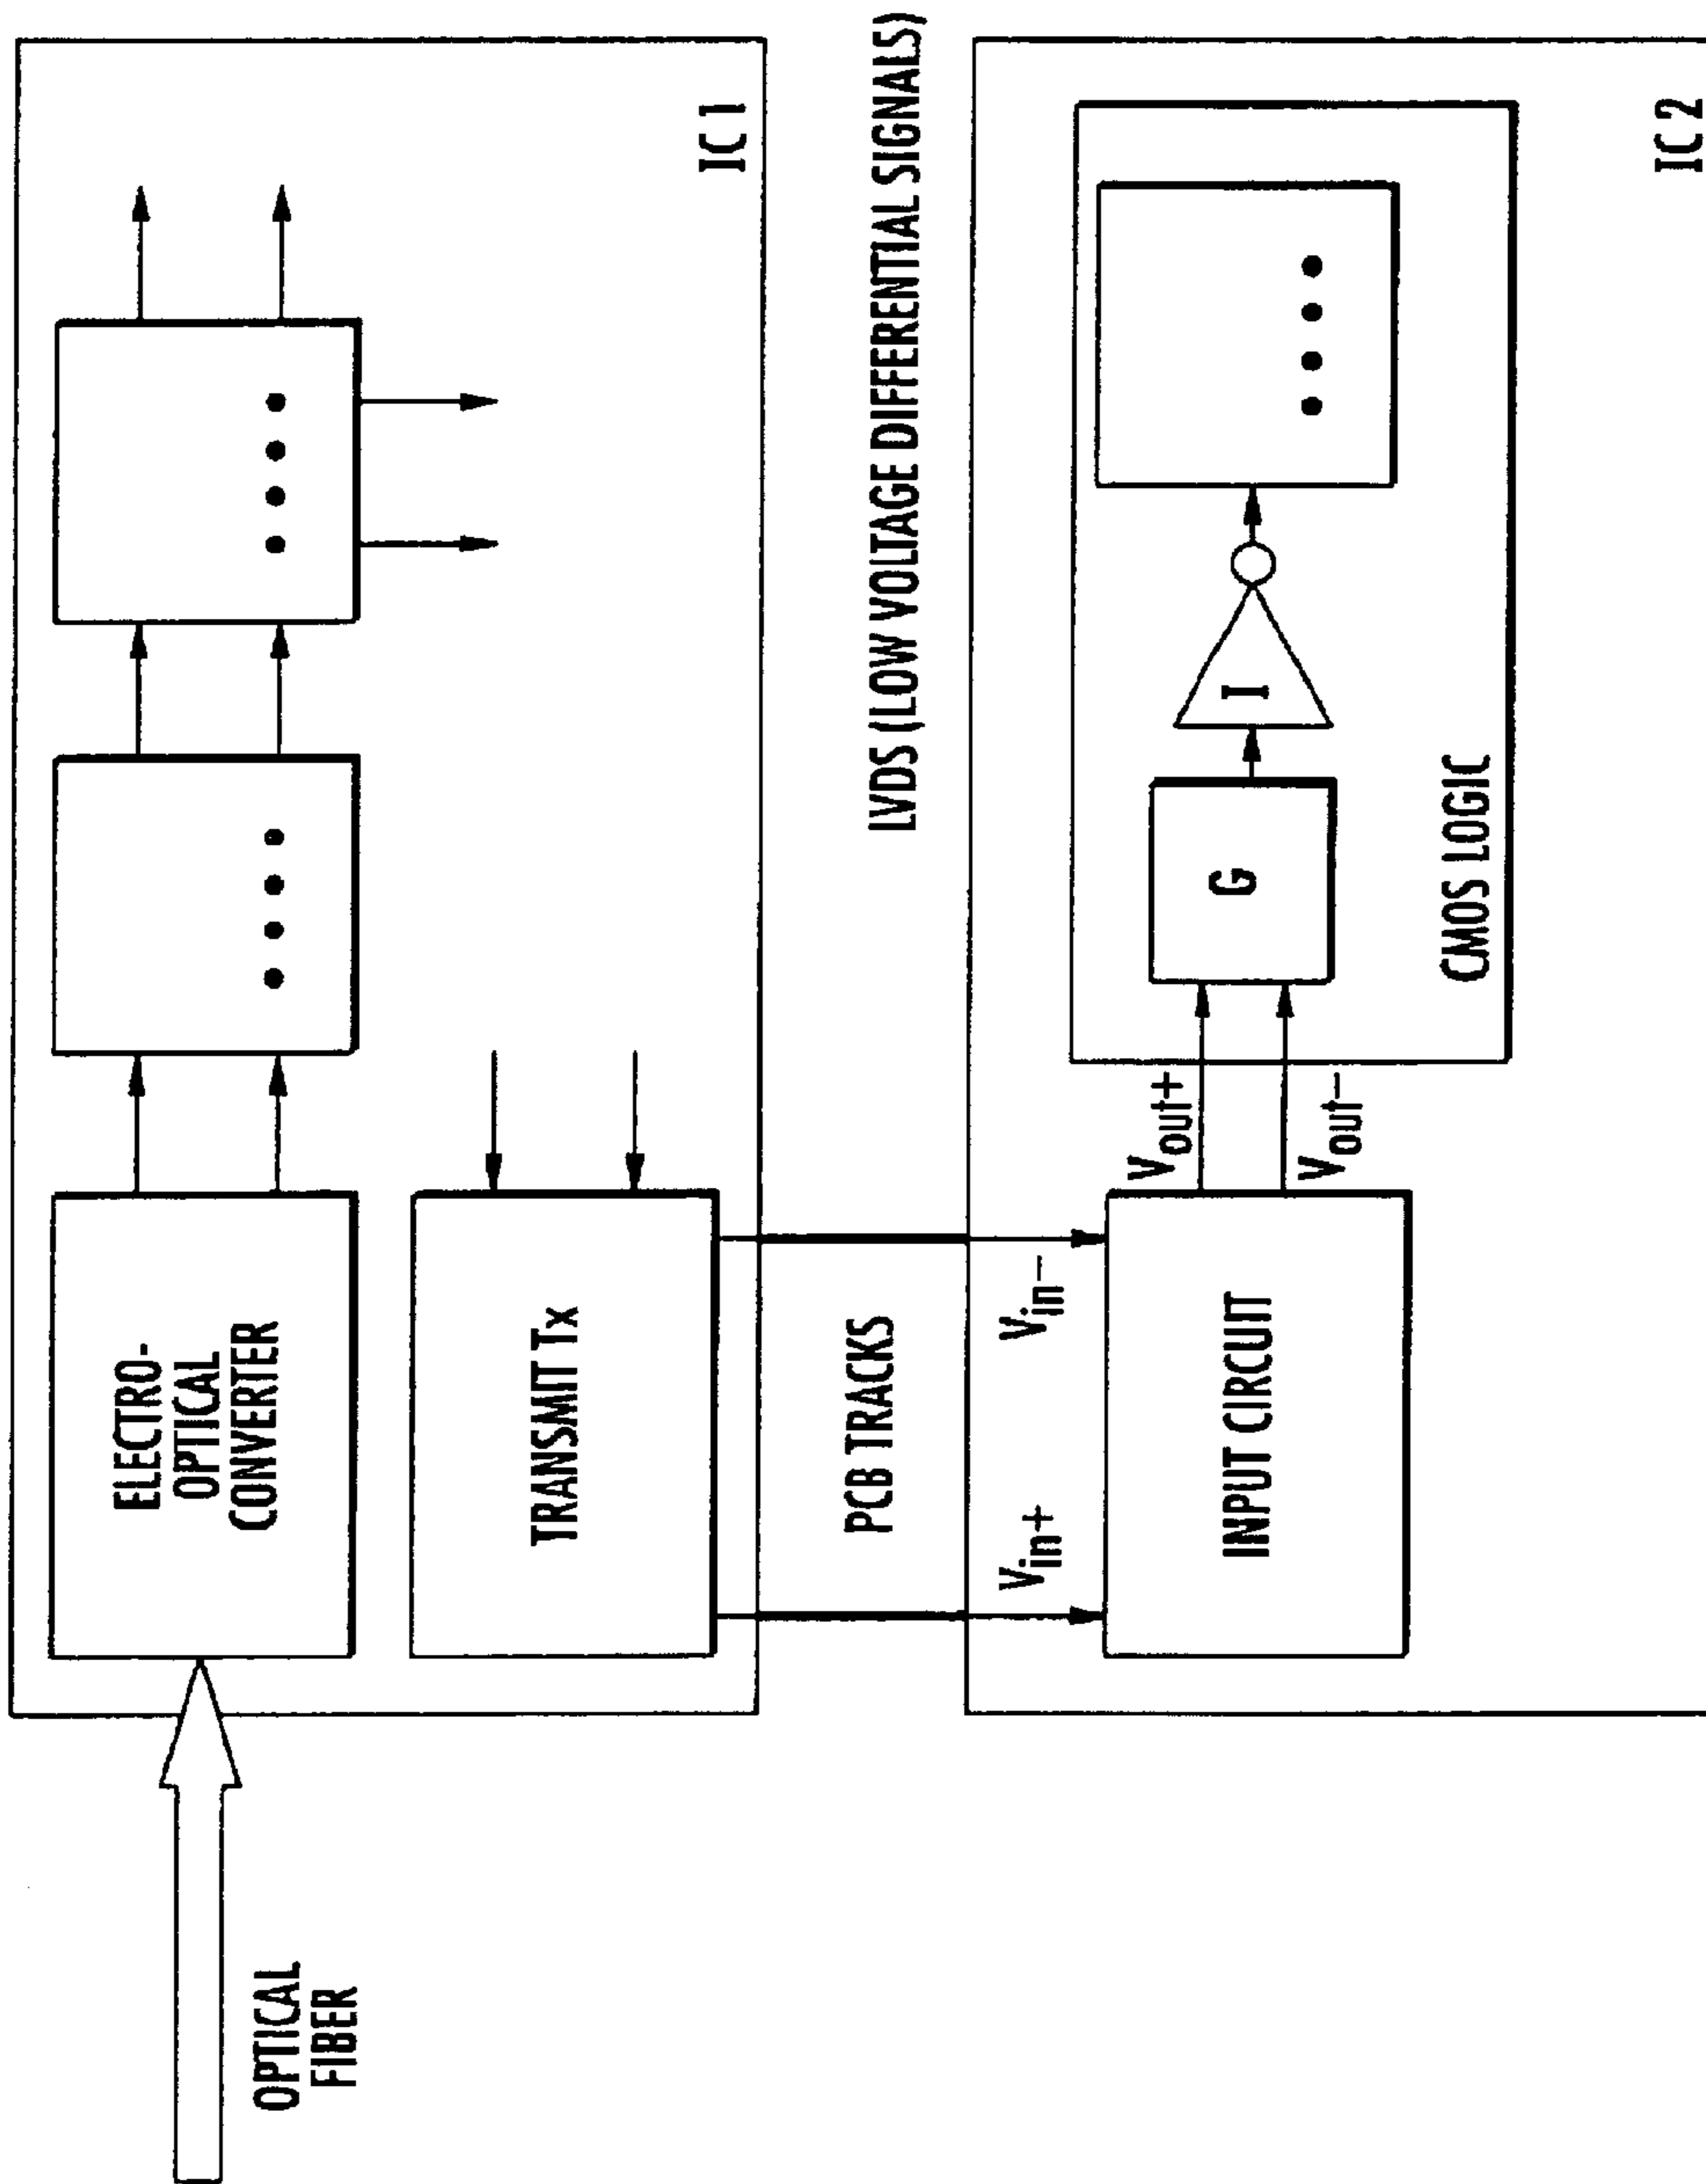 OPTICAL
FIBER
ELECTRO-
OPTICAL
CONVERTER
TRANSMIT Tx
IC 1
PCB TRACKS
LVDS (LOW VOLTAGE DIFFERENTIAL SIGNALS)
Vin+
Vin−
INPUT CIRCUIT
Vout+
Vout−
G
I
CMOS LOGIC
IC 2